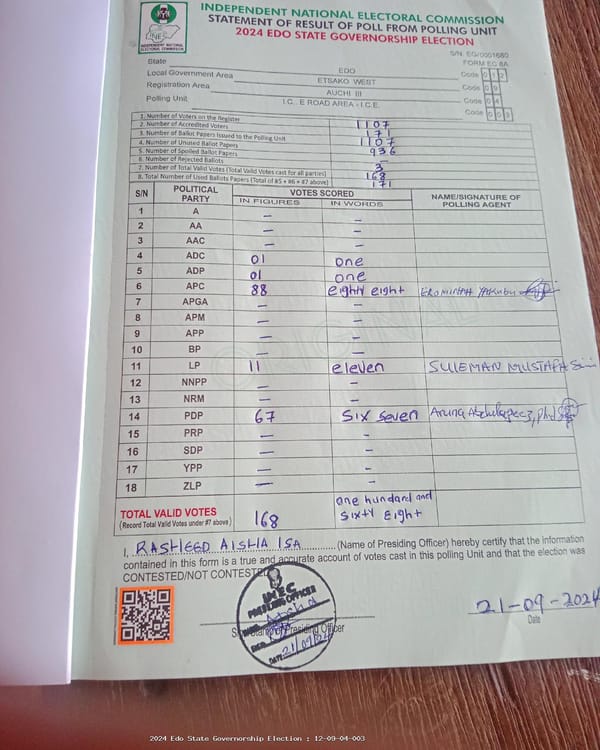 INDEPENDENT NATIONAL ELECTORAL COMMISSION
STATEMENT OF RESULT OF POLL FROM POLLING UNIT
2024 EDO STATE GOVERNORSHIP ELECTION
INEC
INDEPENDENT NATIONAL ELECTORAL COMMISSION
S/N. EG/0001680
FORM EC 8A
State EDO Code 0 1 2
Local Government Area ETSAKO WEST Code 0 9
Registration Area AUCHI III Code 0 4
Polling Unit I.C.. E ROAD AREA - I.C.E. Code 0 0 3
1. Number of Voters on the Register 1107
2. Number of Accredited Voters 171
3. Number of Ballot Papers Issued to the Polling Unit 1107
4. Number of Unused Ballot Papers 936
5. Number of Spoiled Ballot Papers –
6. Number of Rejected Ballots 3
7. Number of Total Valid Votes (Total Valid Votes cast for all parties) 168
8. Total Number of Used Ballots Papers (Total of #5 + #6 + #7 above) 171
S/N POLITICAL PARTY VOTES SCORED NAME/SIGNATURE OF POLLING AGENT
IN FIGURES IN WORDS
1 A – –
2 AA – –
3 AAC – –
4 ADC 01 one
5 ADP 01 one
6 APC 88 eighty eight
7 APGA – –
8 APM – –
9 APP – –
10 BP – –
11 LP 11 eleven SULEMAN MUSTAFA
12 NNPP – –
13 NRM – –
14 PDP 67 six seven Aruna
15 PRP – –
16 SDP – –
17 YPP – –
18 ZLP – –
TOTAL VALID VOTES 168 one hundred and sixty eight
(Record Total Valid Votes under #7 above)
I, RASHEED AISHA ISA (Name of Presiding Officer) hereby certify that the information
contained in this form is a true and accurate account of votes cast in this polling Unit and that the election was
CONTESTED/NOT CONTESTED
INEC
PRESIDING OFFICER
Presiding Officer
DATE 21/09/24
21-09-2024
Date
2024 Edo State Governorship Election : 12-09-04-003